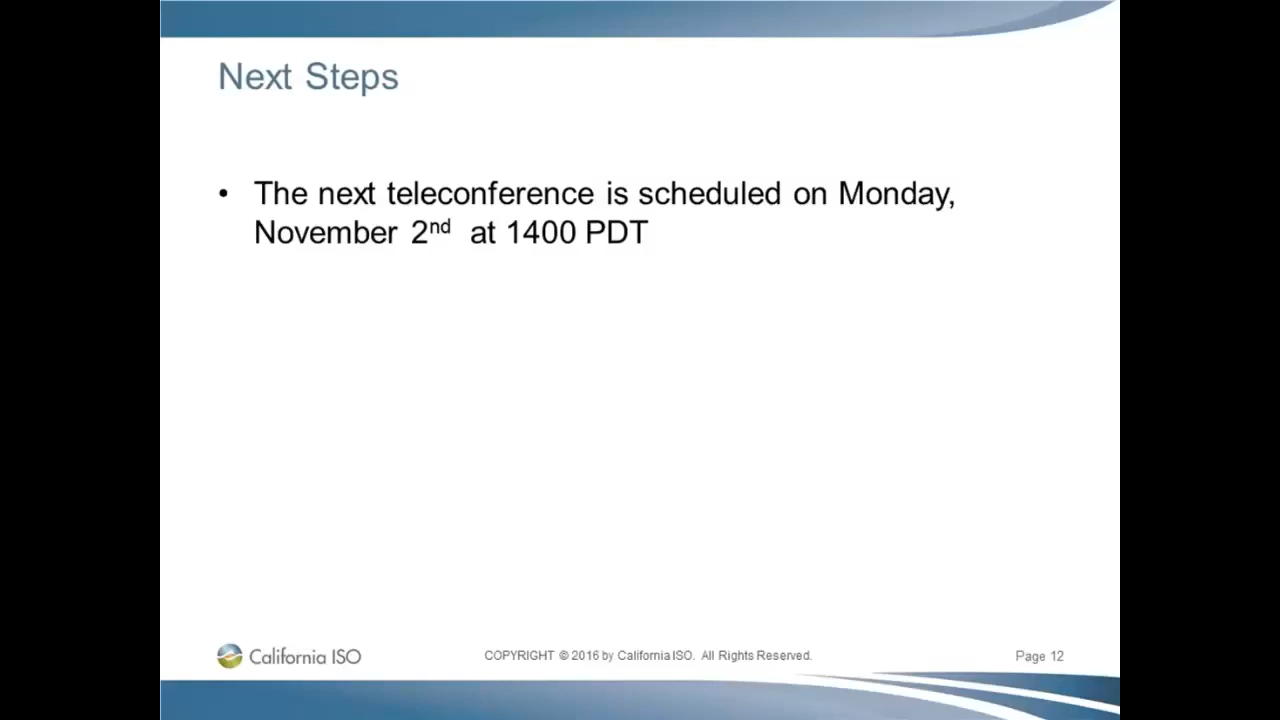 Next Steps
• The next teleconference is scheduled on Monday,
November 2nd at 1400 PDT
California ISO
COPYRIGHT © 2016 by California ISO. All Rights Reserved.
Page 12